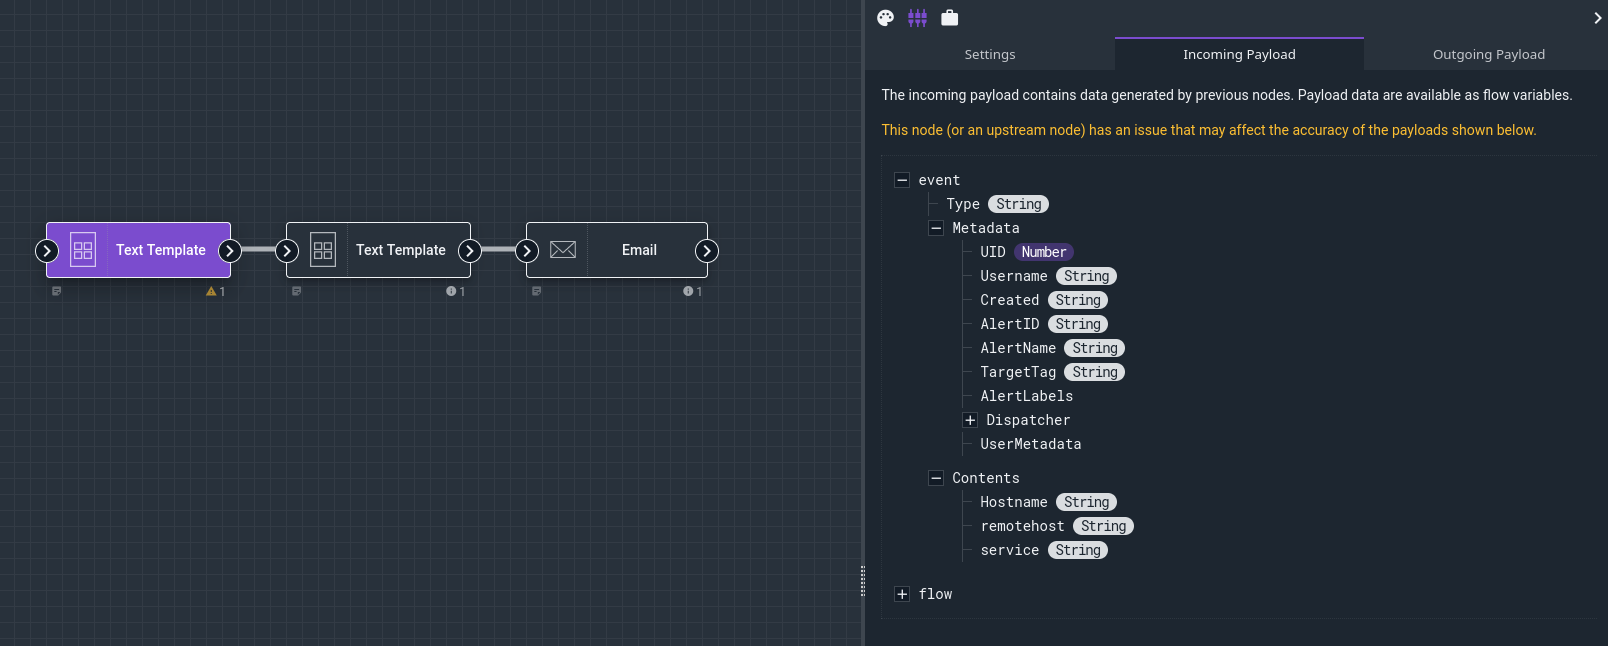 Settings
Incoming Payload
Outgoing Payload
The incoming payload contains data generated by previous nodes. Payload data are available as flow variables.
This node (or an upstream node) has an issue that may affect the accuracy of the payloads shown below.
Text Template
Text Template
Email
1
1
1
event
Type String
Metadata
UID Number
Username String
Created String
AlertID String
AlertName String
TargetTag String
AlertLabels
Dispatcher
UserMetadata
Contents
Hostname String
remotehost String
service String
flow